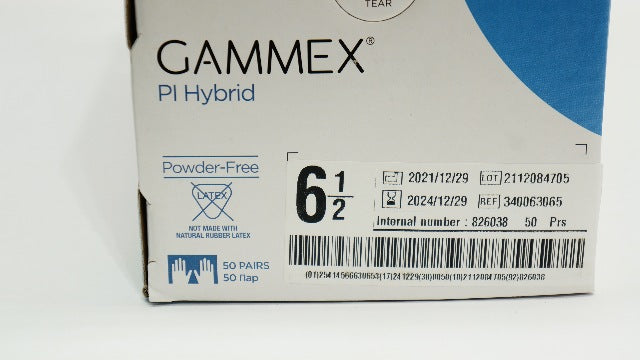 TEAR
GAMMEX®
PI Hybrid
Powder-Free
LATEX
NOT MADE WITH
NATURAL RUBBER LATEX
50 PAIRS
50 пар
6 1/2
2021/12/29 LOT 2112084705
2024/12/29 REF 340063065
Internal number : 826038 50 Prs